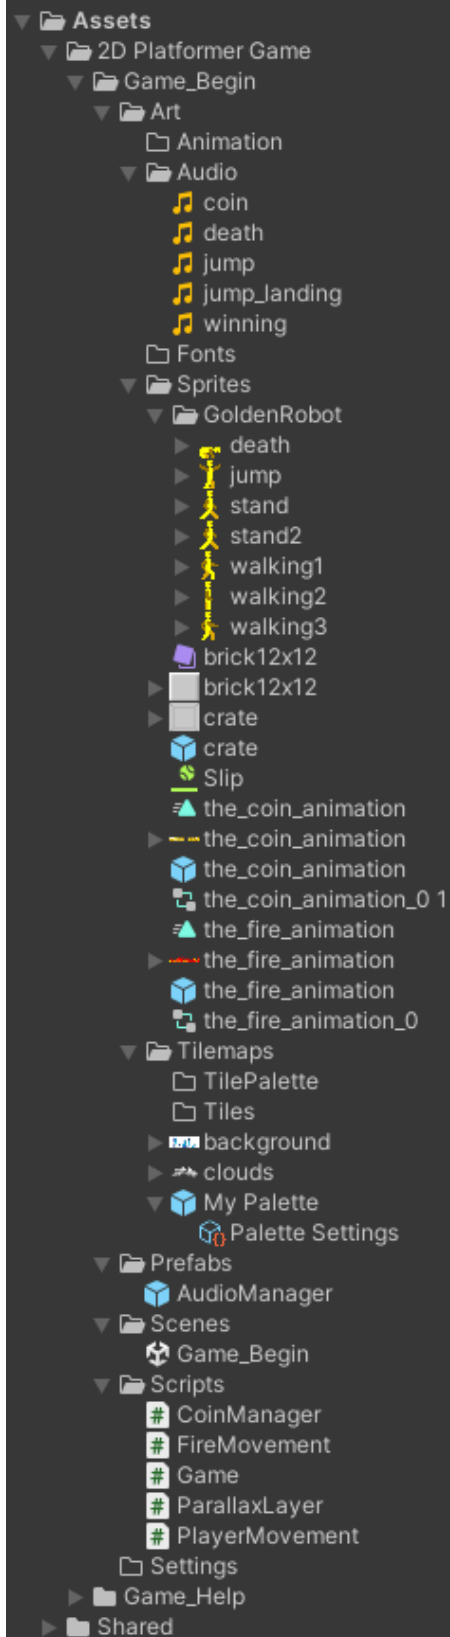 Assets
2D Platformer Game
Game_Begin
Art
Animation
Audio
coin
death
jump
jump_landing
winning
Fonts
Sprites
GoldenRobot
death
jump
stand
stand2
walking1
walking2
walking3
brick12x12
brick12x12
crate
crate
Slip
the_coin_animation
the_coin_animation
the_coin_animation
the_coin_animation_0 1
the_fire_animation
the_fire_animation
the_fire_animation
the_fire_animation_0
Tilemaps
TilePalette
Tiles
background
clouds
My Palette
Palette Settings
Prefabs
AudioManager
Scenes
Game_Begin
Scripts
CoinManager
FireMovement
Game
ParallaxLayer
PlayerMovement
Settings
Game_Help
Shared